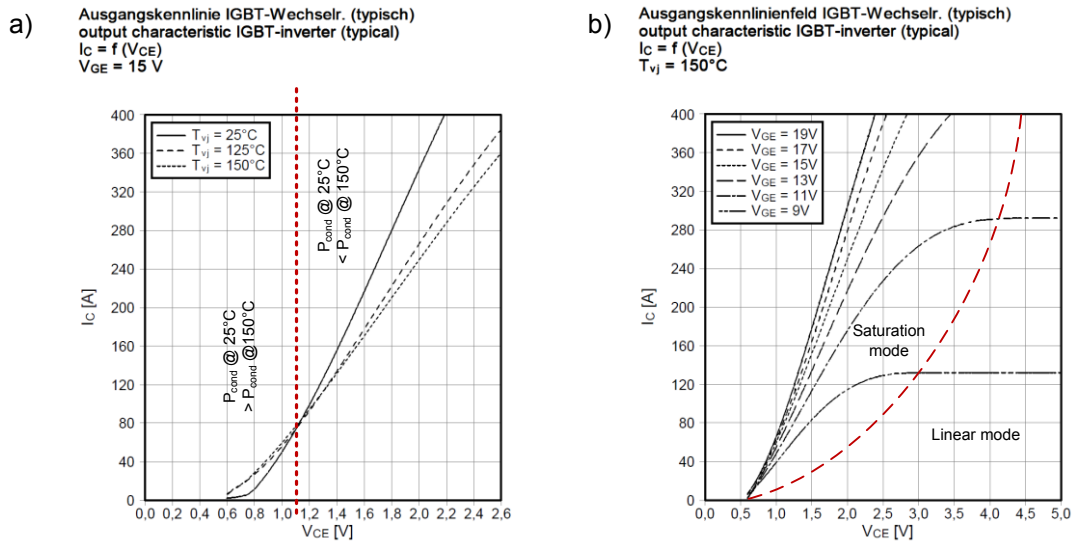 a)
Ausgangskennlinie IGBT-Wechselr. (typisch)
output characteristic IGBT-inverter (typical)
IC = f (VCE)
VGE = 15 V
400
360
320
280
240
200
160
120
80
40
0
IC [A]
Tvj = 25°C
Tvj = 125°C
Tvj = 150°C
Pcond @ 25°C
> Pcond @150°C
Pcond @ 25°C
< Pcond @ 150°C
0,0 0,2 0,4 0,6 0,8 1,0 1,2 1,4 1,6 1,8 2,0 2,2 2,4 2,6
VCE [V]
b)
Ausgangskennlinienfeld IGBT-Wechselr. (typisch)
output characteristic IGBT-inverter (typical)
IC = f (VCE)
Tvj = 150°C
400
360
320
280
240
200
160
120
80
40
0
IC [A]
VGE = 19V
VGE = 17V
VGE = 15V
VGE = 13V
VGE = 11V
VGE = 9V
Saturation
mode
Linear mode
0,0 0,5 1,0 1,5 2,0 2,5 3,0 3,5 4,0 4,5 5,0
VCE [V]